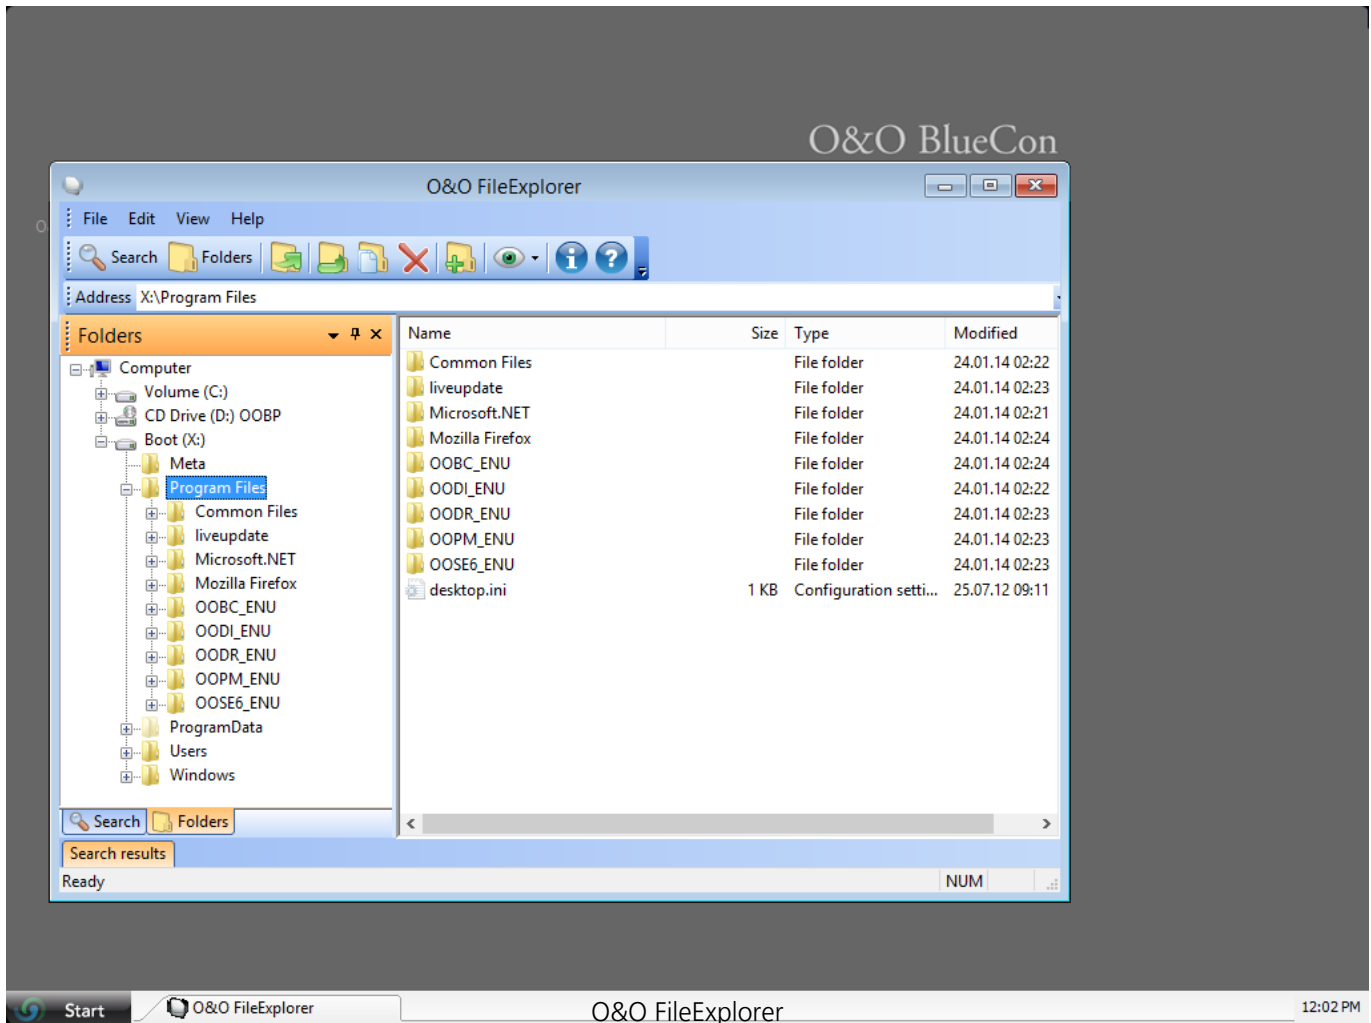 O&O BlueCon
O&O FileExplorer
File Edit View Help
Search Folders
Address X:\Program Files
Folders
Computer
Volume (C:)
CD Drive (D:) OOBP
Boot (X:)
Meta
Program Files
Common Files
liveupdate
Microsoft.NET
Mozilla Firefox
OOBC_ENU
OODI_ENU
OODR_ENU
OOPM_ENU
OOSE6_ENU
ProgramData
Users
Windows
Search Folders
Name Size Type Modified
Common Files File folder 24.01.14 02:22
liveupdate File folder 24.01.14 02:23
Microsoft.NET File folder 24.01.14 02:21
Mozilla Firefox File folder 24.01.14 02:24
OOBC_ENU File folder 24.01.14 02:24
OODI_ENU File folder 24.01.14 02:22
OODR_ENU File folder 24.01.14 02:23
OOPM_ENU File folder 24.01.14 02:23
OOSE6_ENU File folder 24.01.14 02:23
desktop.ini 1 KB Configuration setti... 25.07.12 09:11
Search results
Ready NUM
Start O&O FileExplorer O&O FileExplorer 12:02 PM